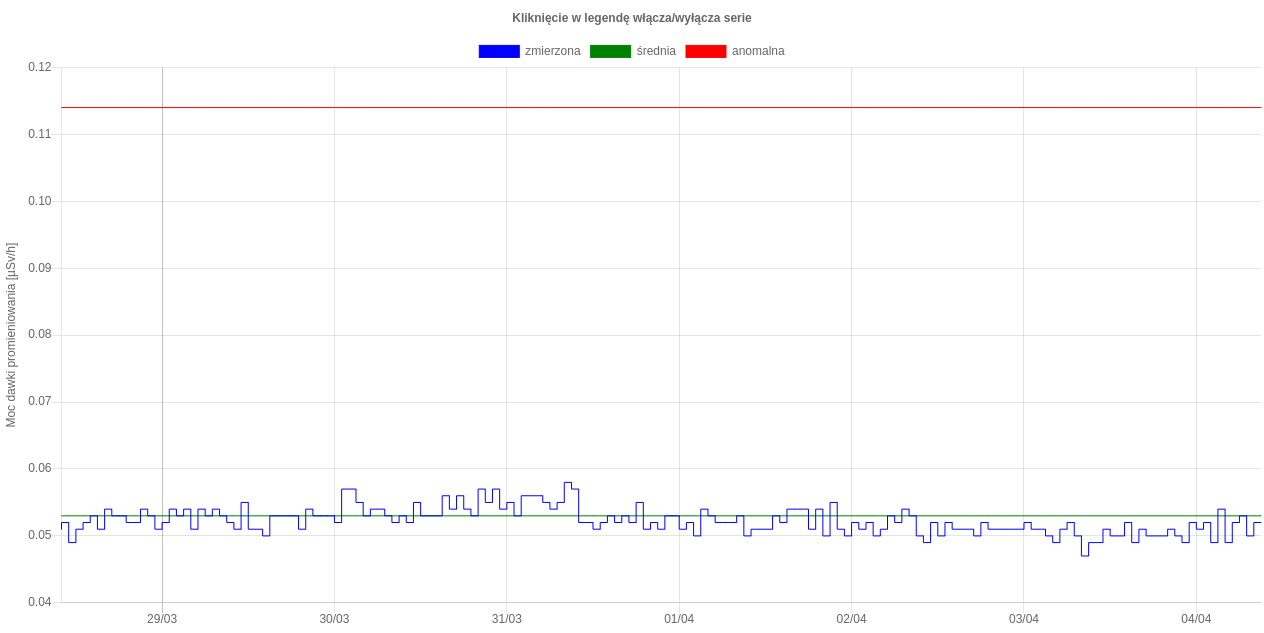 Kliknięcie w legendę włącza/wyłącza serie
zmierzona średnia anomalna
Moc dawki promieniowania [µSv/h]
0.12
0.11
0.10
0.09
0.08
0.07
0.06
0.05
0.04
29/03 30/03 31/03 01/04 02/04 03/04 04/04